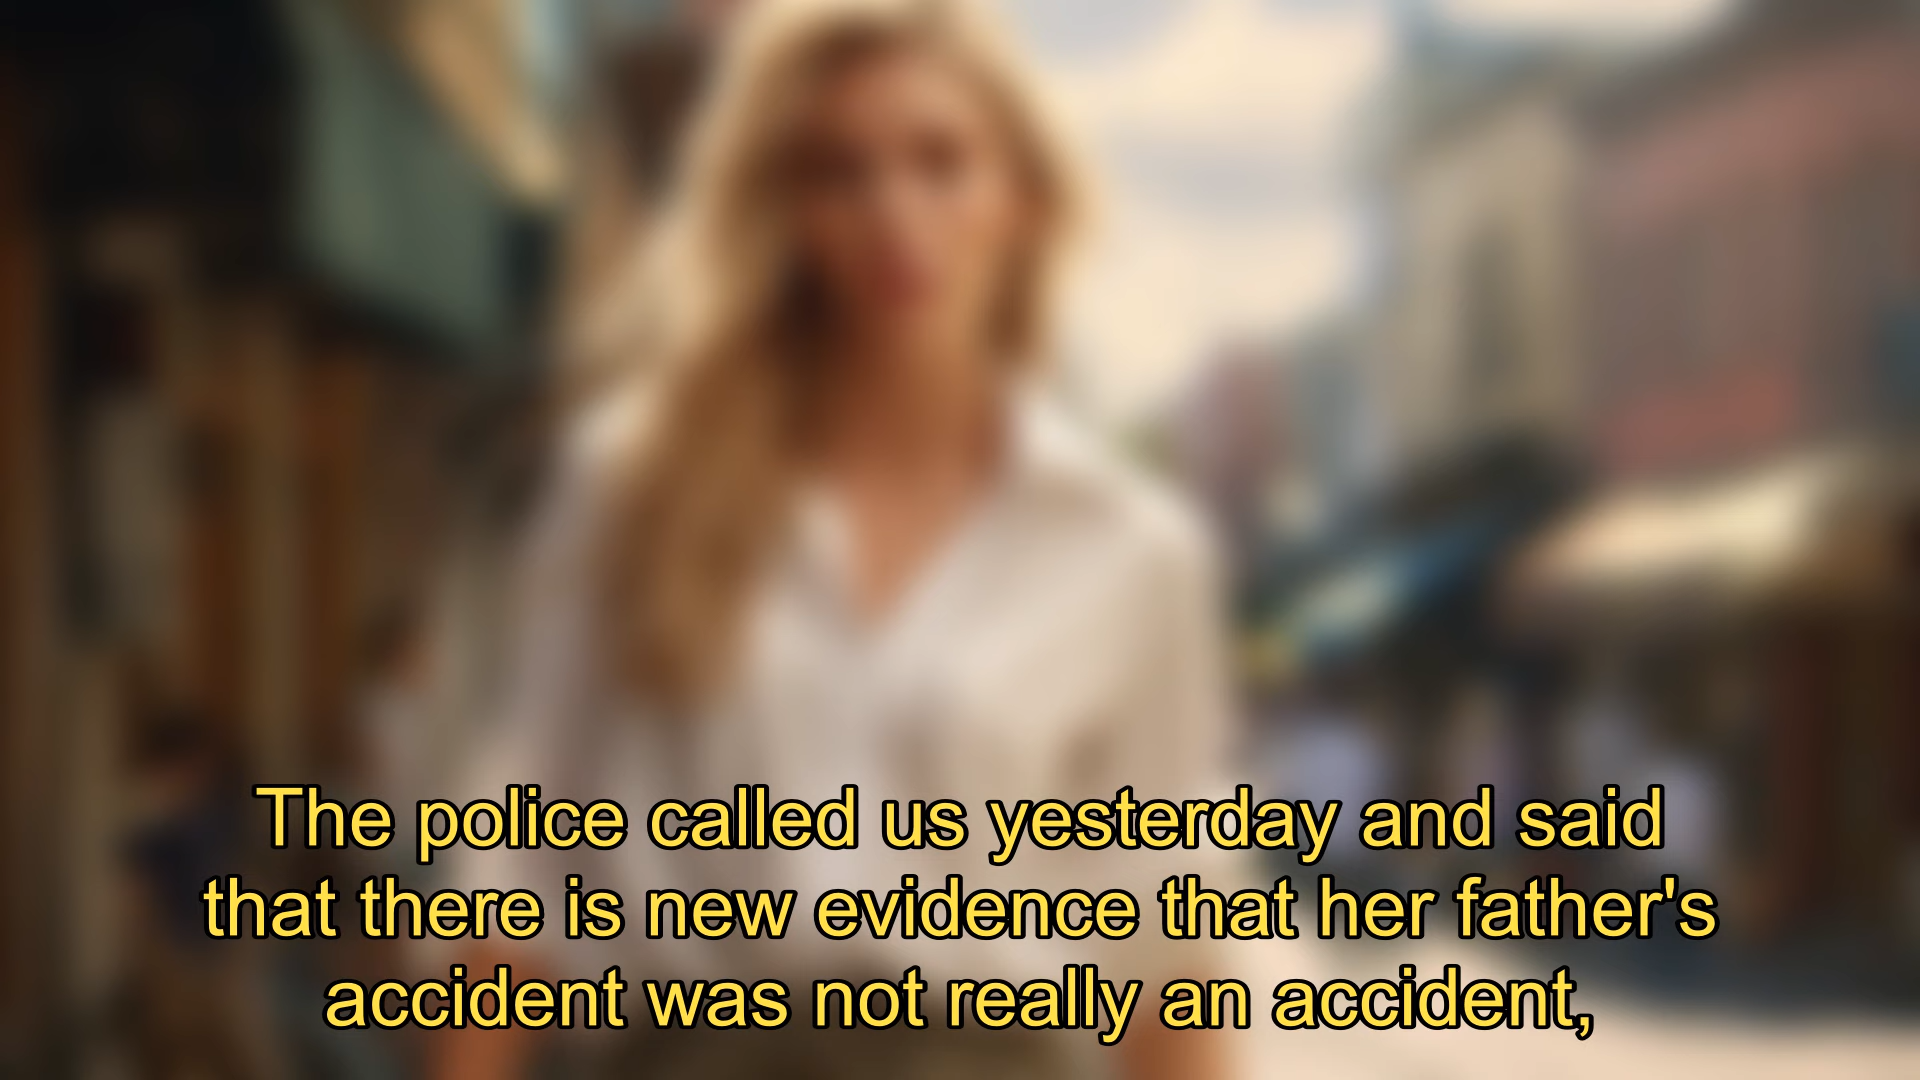 The police called us yesterday and said
that there is new evidence that her father's
accident was not really an accident,